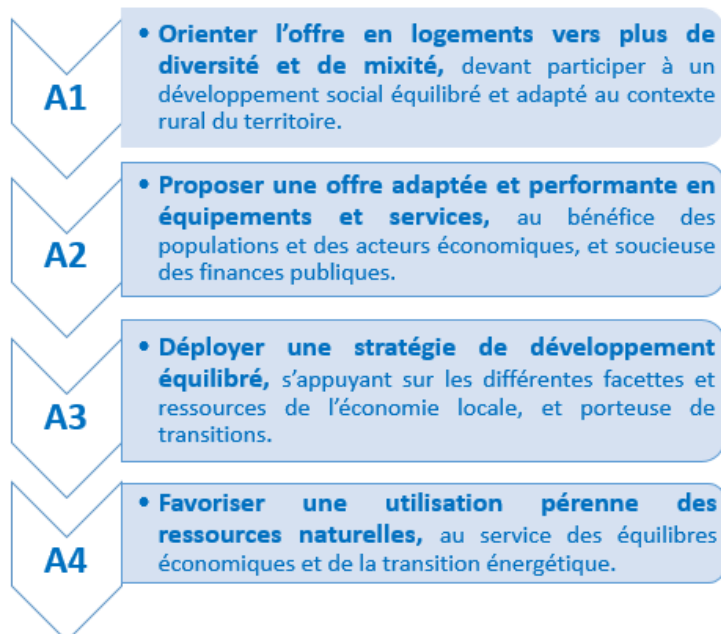 A1
• Orienter l'offre en logements vers plus de
diversité et de mixité, devant participer à un
développement social équilibré et adapté au contexte
rural du territoire.
A2
• Proposer une offre adaptée et performante en
équipements et services, au bénéfice des
populations et des acteurs économiques, et soucieuse
des finances publiques.
A3
• Déployer une stratégie de développement
équilibré, s'appuyant sur les différentes facettes et
ressources de l'économie locale, et porteuse de
transitions.
A4
• Favoriser une utilisation pérenne des
ressources naturelles, au service des équilibres
économiques et de la transition énergétique.